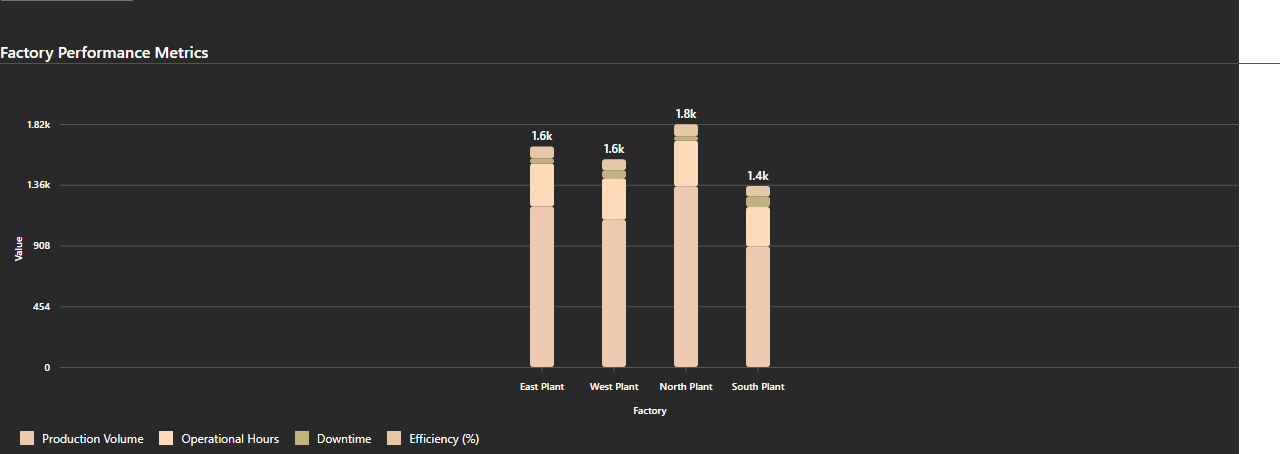 Factory Performance Metrics
1.8k
1.82k
1.6k
1.6k
1.4k
1.36k
908
Value
454
0
East Plant West Plant North Plant South Plant
Factory
Production Volume Operational Hours Downtime Efficiency (%)